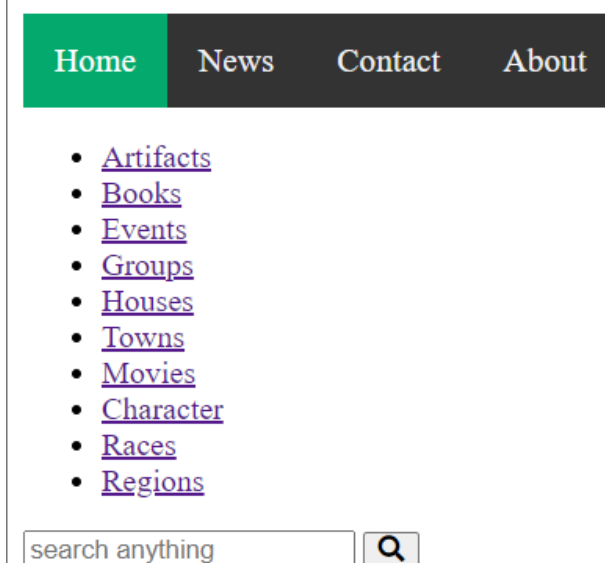 Home News Contact About
Artifacts
Books
Events
Groups
Houses
Towns
Movies
Character
Races
Regions
search anything